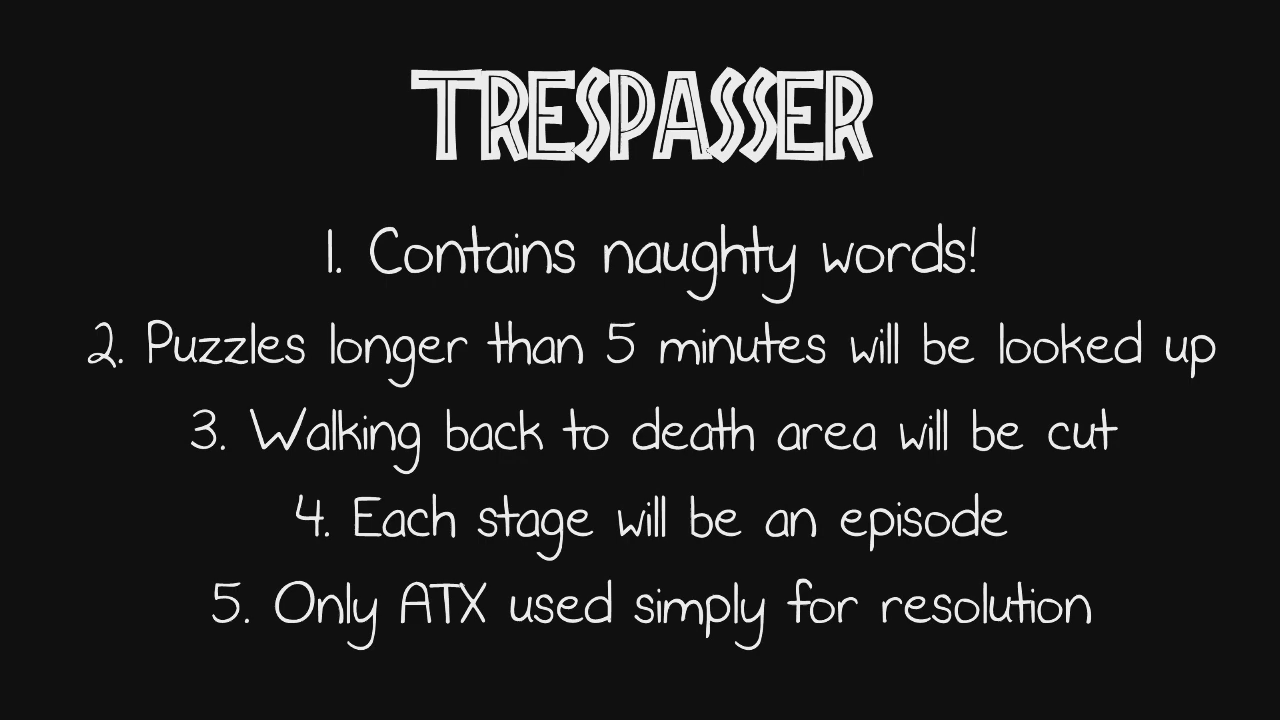 TRESPASSER
1. Contains naughty words!
2. Puzzles longer than 5 minutes will be looked up
3. Walking back to death area will be cut
4. Each stage will be an episode
5. Only ATX used simply for resolution